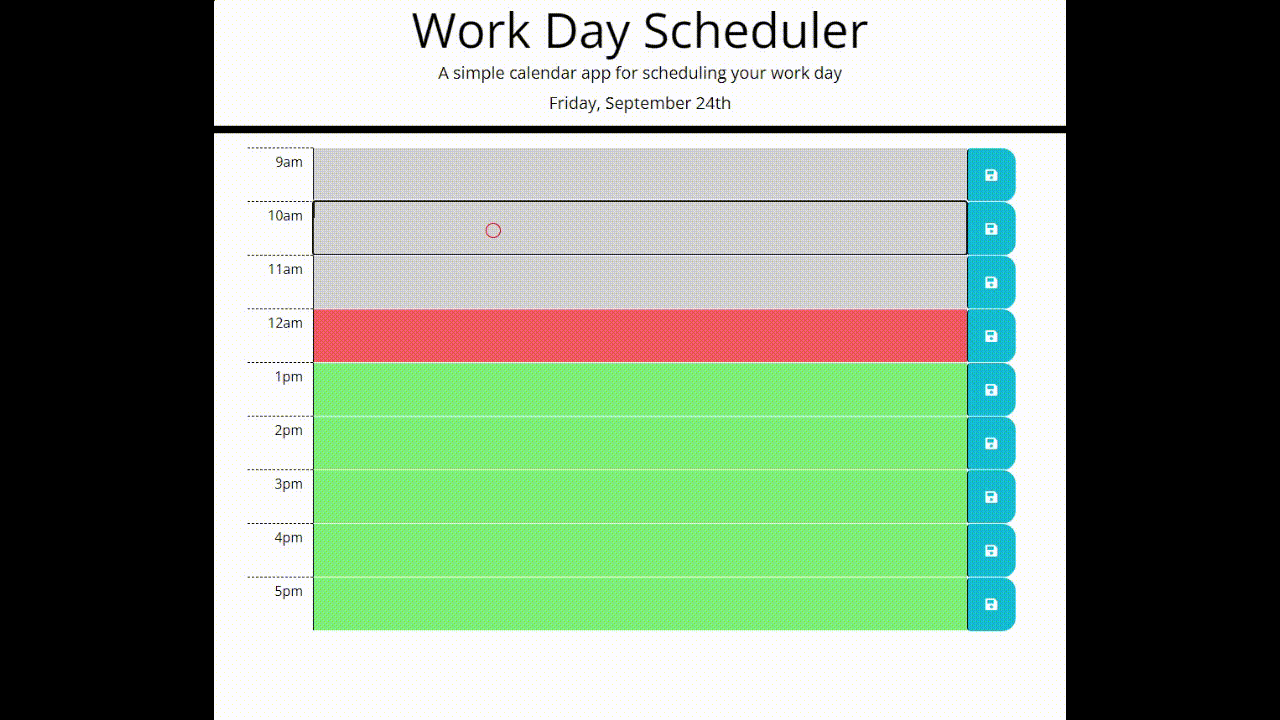 Work Day Scheduler
A simple calendar app for scheduling your work day
Friday, September 24th
9am
10am
11am
12am
1pm
2pm
3pm
4pm
5pm